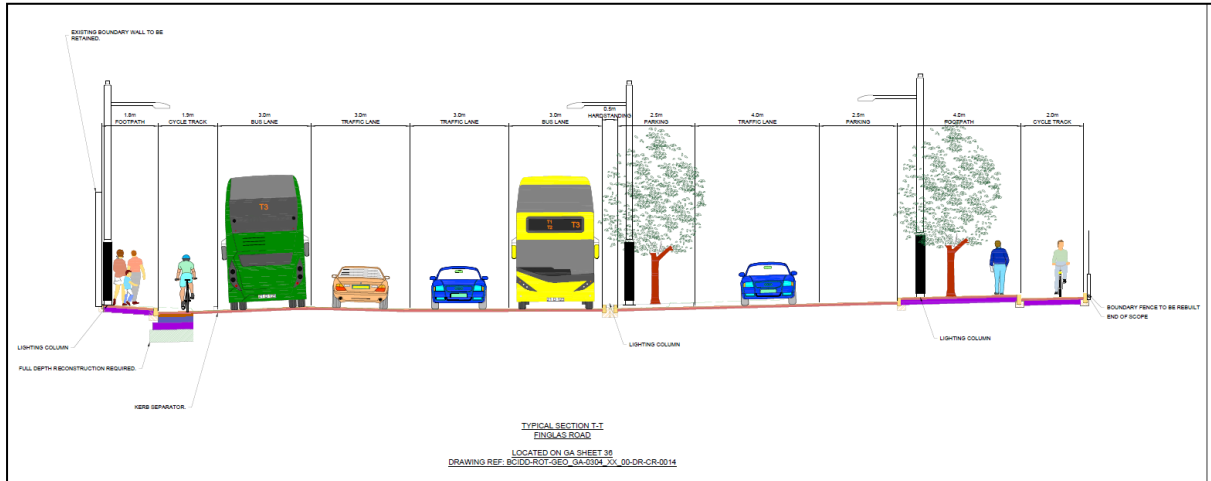 EXISTING BOUNDARY WALL TO BE
RETAINED.
1.8m
FOOTPATH
1.5m
CYCLE TRACK
3.0m
BUS LANE
3.0m
TRAFFIC LANE
3.0m
TRAFFIC LANE
3.0m
BUS LANE
0.5m
HARDSTANDING
2.5m
PARKING
4.0m
TRAFFIC LANE
2.5m
PARKING
4.0m
FOOTPATH
2.0m
CYCLE TRACK
T3
T1
T3
LIGHTING COLUMN
FULL DEPTH RECONSTRUCTION REQUIRED.
KERB SEPARATOR.
LIGHTING COLUMN
LIGHTING COLUMN
BOUNDARY FENCE TO BE REBUILT
END OF SCOPE
TYPICAL SECTION T-T
FINGLAS ROAD
LOCATED ON GA SHEET 36
DRAWING REF: BCIDD-ROT-GEO_GA-0304_XX_00-DR-CR-0014